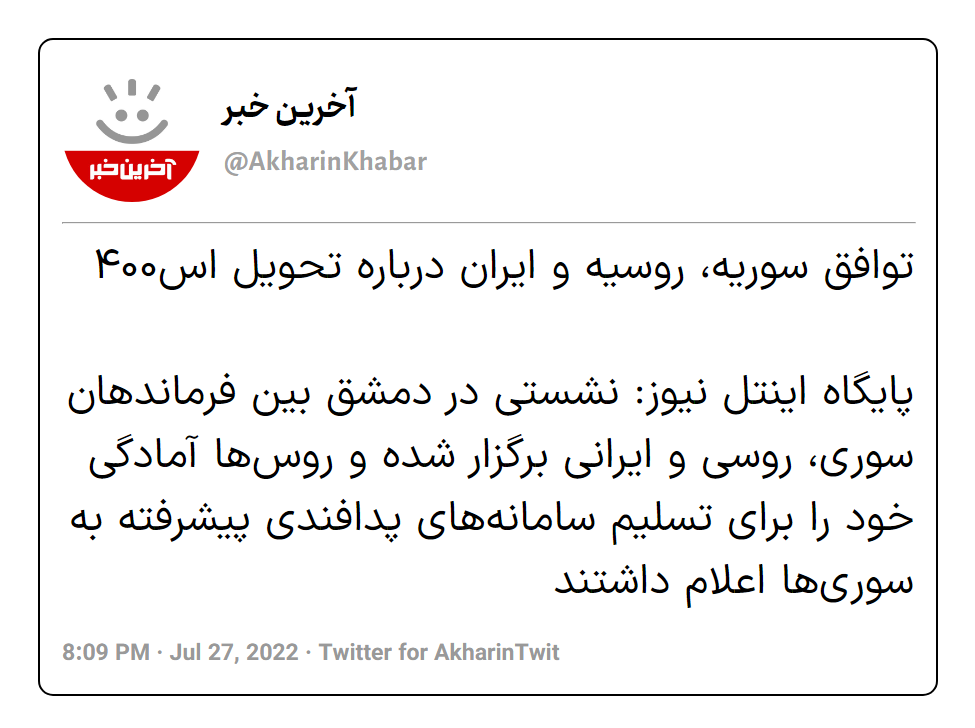 آخرین خبر
@AkharinKhabar
آخرین‌خبر
توافق سوریه، روسیه و ایران درباره تحویل اس۴۰۰
پایگاه اینتل نیوز: نشستی در دمشق بین فرماندهان
سوری، روسی و ایرانی برگزار شده و روس‌ها آمادگی
خود را برای تسلیم سامانه‌های پدافندی پیشرفته به
سوری‌ها اعلام داشتند
8:09 PM · Jul 27, 2022 · Twitter for AkharinTwit